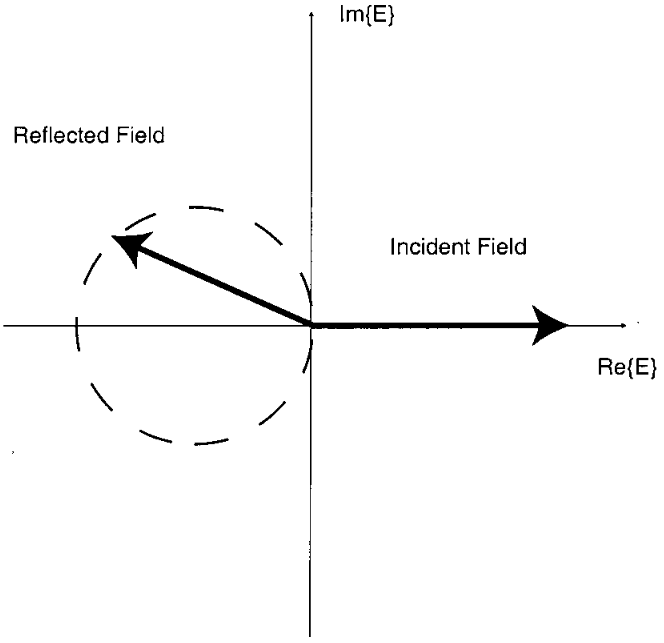 Im{E}
Reflected Field
Incident Field
Re{E}